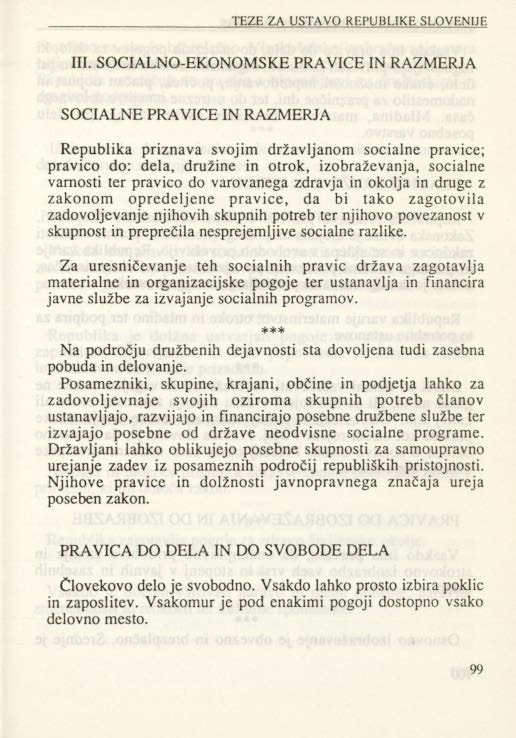 TEZE ZA USTAVO REPUBLIKE SLOVENIJE
III. SOCIALNO-EKONOMSKE PRAVICE IN RAZMERJA
SOCIALNE PRAVICE IN RAZMERJA
Republika priznava svojim državljanom socialne pravice;
pravico do: dela, družine in otrok, izobraževanja, socialne
varnosti ter pravico do varovanega zdravja in okolja in druge z
zakonom opredeljene pravice, da bi tako zagotovila
zadovoljevanje njihovih skupnih potreb ter njihovo povezanost v
skupnost in preprečila nesprejemljive socialne razlike.
Za uresničevanje teh socialnih pravic država zagotavlja
materialne in organizacijske pogoje ter ustanavlja in financira
javne službe za izvajanje socialnih programov.
***
Na področju družbenih dejavnosti sta dovoljena tudi zasebna
pobuda in delovanje.
Posamezniki, skupine, krajani, občine in podjetja lahko za
zadovoljevnaje svojih oziroma skupnih potreb članov
ustanavljajo, razvijajo in financirajo posebne družbene službe ter
izvajajo posebne od države neodvisne socialne programe.
Državljani lahko oblikujejo posebne skupnosti za samoupravno
urejanje zadev iz posameznih področij republiških pristojnosti.
Njihove pravice in dolžnosti javnopravnega značaja ureja
poseben zakon.
PRAVICA DO DELA IN DO SVOBODE DELA
Človekovo delo je svobodno. Vsakdo lahko prosto izbira poklic
in zaposlitev. Vsakomur je pod enakimi pogoji dostopno vsako
delovno mesto.
99